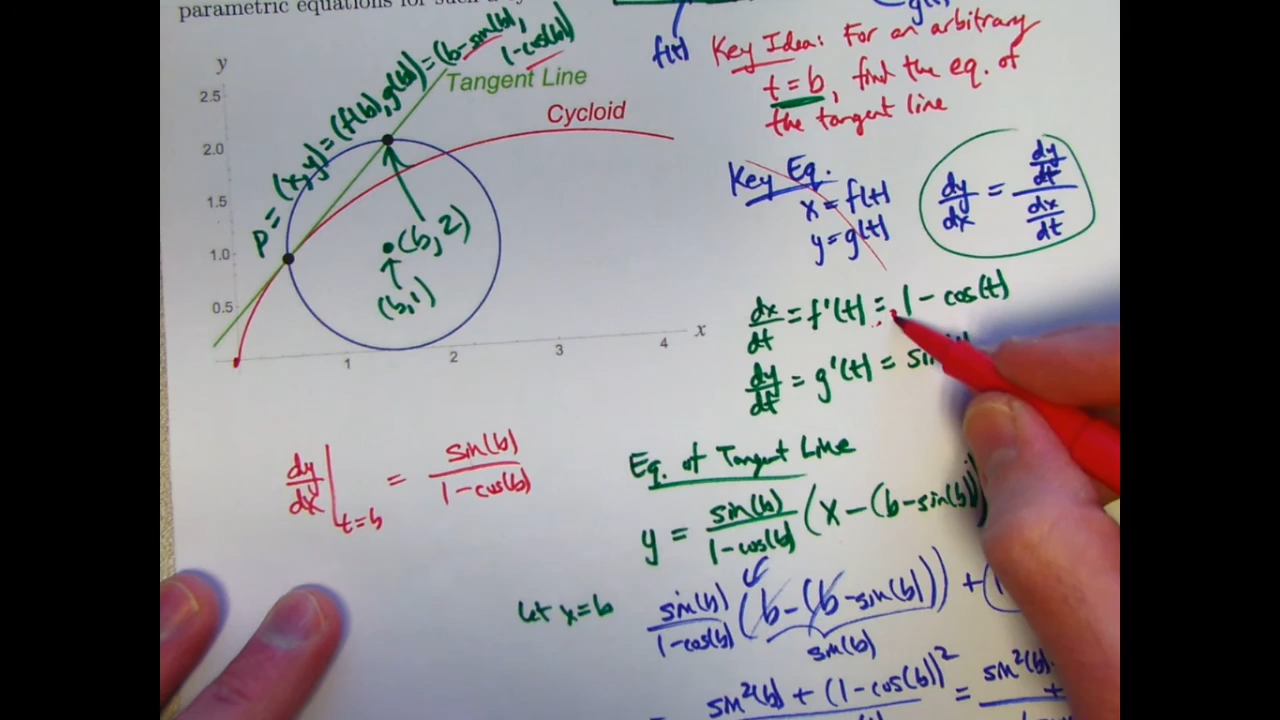 parametric equations for such a cy
P = (x, y) = (f(b), g(b)) = (b-sin(b), 1-cos(b))
y
Tangent Line
Cycloid
2.5
2.0
1.5
1.0
0.5
(b, 2)
(b, 1)
1
2
3
4
x
f(t)
g(t)
Key Idea: For an arbitrary
t = b, find the eq. of
the tangent line
Key Eq.
x = f(t)
y = g(t)
dy/dx = (dy/dt)/(dx/dt)
dx/dt = f'(t) = 1 - cos(t)
dy/dt = g'(t) =
dy/dx | t=b = sin(b)/(1-cos(b))
Eq. of Tangent Line
y = sin(b)/(1-cos(b)) (x - (b-sin(b))
Let x=b
sin(b)/(1-cos(b)) (b-(b-sin(b))) + (1
sin(b)
sin²(b) + (1-cos(b))² = sin²(b)
+